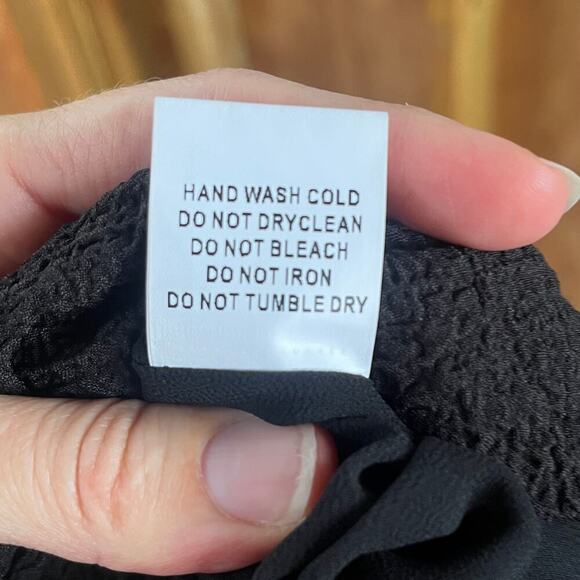 HAND WASH COLD
DO NOT DRYCLEAN
DO NOT BLEACH
DO NOT IRON
DO NOT TUMBLE DRY